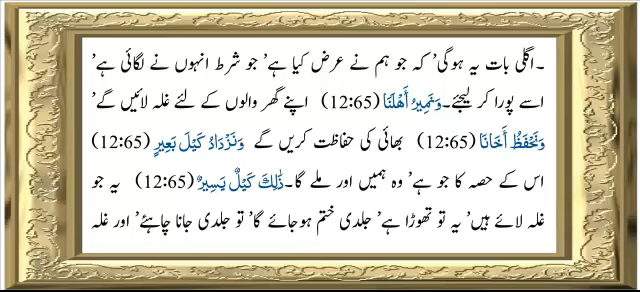 ۔ اگلی بات یہ ہوگی' کہ جو ہم نے عرض کیا ہے' جو شرط انہوں نے لگائی ہے'
اسے پورا کر لیجئے۔ وَنَمِيرُ أَهْلَنَا (12:65) اپنے گھر والوں کے لئے غلہ لائیں گے'
وَنَحْفَظُ أَخَانَا (12:65) بھائی کی حفاظت کریں گے وَنَزْدَادُ كَيْلَ بَعِيرٍ (12:65)
اس کے حصہ کا جو ہے' وہ ہمیں اور ملے گا۔ ذَٰلِكَ كَيْلٌ يَسِيرٌ (12:65) یہ جو
غلہ لائے ہیں' یہ تو تھوڑا ہے' جلدی ختم ہوجائے گا' تو جلدی جانا چاہئے' اور غلہ